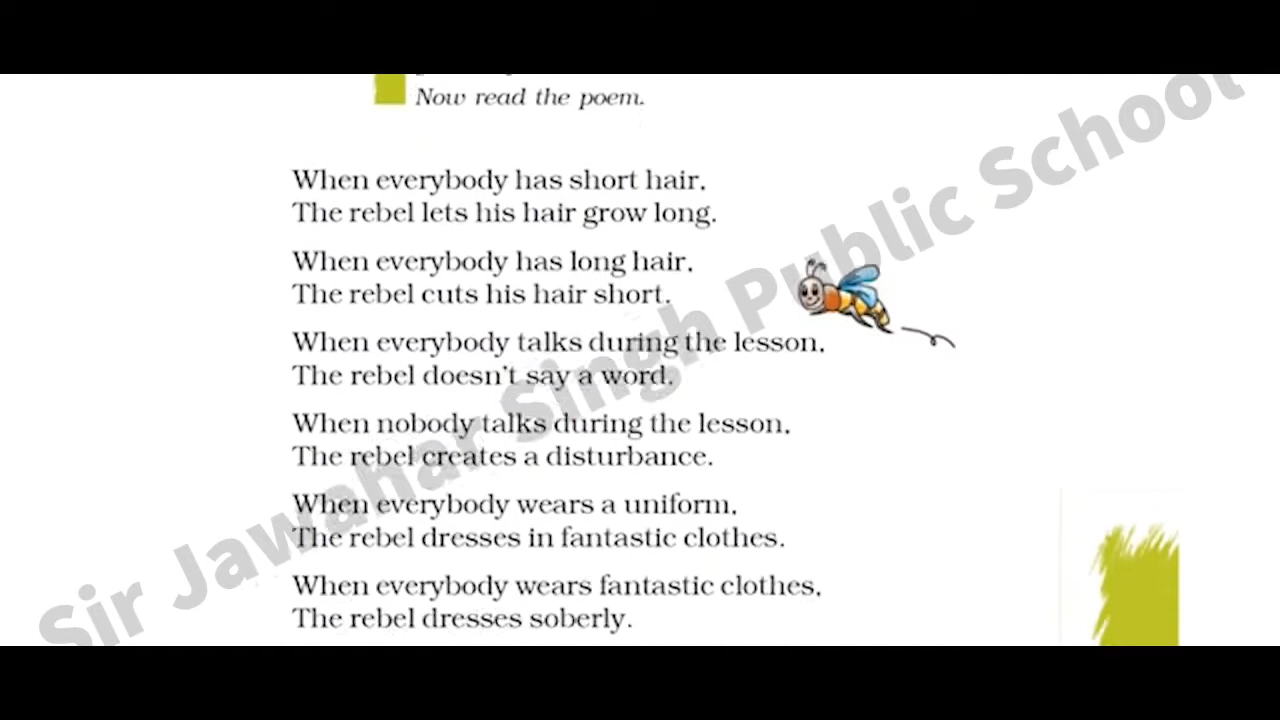 Now read the poem.
When everybody has short hair,
The rebel lets his hair grow long.
When everybody has long hair,
The rebel cuts his hair short.
When everybody talks during the lesson,
The rebel doesn't say a word.
When nobody talks during the lesson,
The rebel creates a disturbance.
When everybody wears a uniform,
The rebel dresses in fantastic clothes.
When everybody wears fantastic clothes,
The rebel dresses soberly.
Sir Jawahar Singh Public School